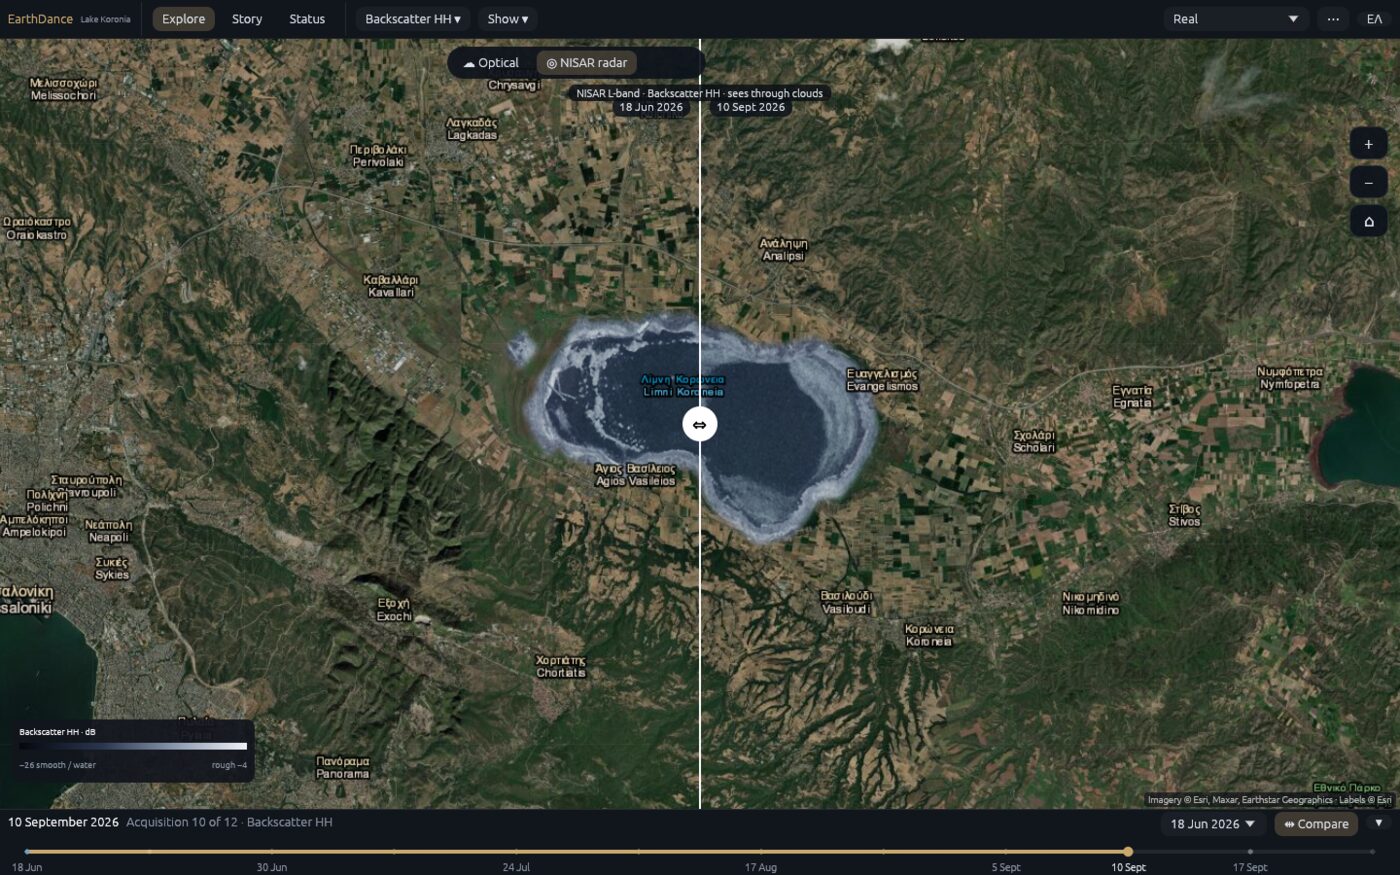 EarthDance Lake Koronia Explore Story Status Backscatter HH ▾ Show ▾ Real ▼ ⋯ ΕΛ
☁ Optical ◎ NISAR radar
Chrysavgi
NISAR L-band · Backscatter HH · sees through clouds
18 Jun 2026 10 Sept 2026
Μελισσοχώρι
Melissochori
Λαγκαδάς
Lagkadas
Περιβολάκι
Perivolaki
+
−
⌂
Ωραιόκαστρο
Oraiokastro
Ανάληψη
Analipsi
Καβαλλάρι
Kavallari
Λίμνη Κορώνεια
Limni Koroneia
Ευαγγελισμός
Evangelismos
Νυμφόπετρα
Nymfopetra
Εγνατία
Egnatia
Σχολάρι
Scholari
Άγιος Βασίλειος
Agios Vasileios
Σταυρούπολη
Stavroupoli
Πολίχνη
Polichni
Αμπελόκηποι
Ampelokipoi
Νεάπολη
Neapoli
Στίβος
Stivos
Συκιές
Sykies
αλονίκη
ssaloniki
Εξοχή
Exochi
Βασιλούδι
Vasiloudi
Νικομηδινό
Nikomidino
Κορώνεια
Koroneia
Χορτιάτης
Chortiatis
Πανόραμα
Panorama
Backscatter HH · dB
−26 smooth / water rough −4
Εθνικό Πάρκο
Imagery © Esri, Maxar, Earthstar Geographics · Labels © Esri
10 September 2026 Acquisition 10 of 12 · Backscatter HH 18 Jun 2026 ▼ ⇹ Compare ▼
18 Jun 30 Jun 24 Jul 17 Aug 5 Sept 10 Sept 17 Sept